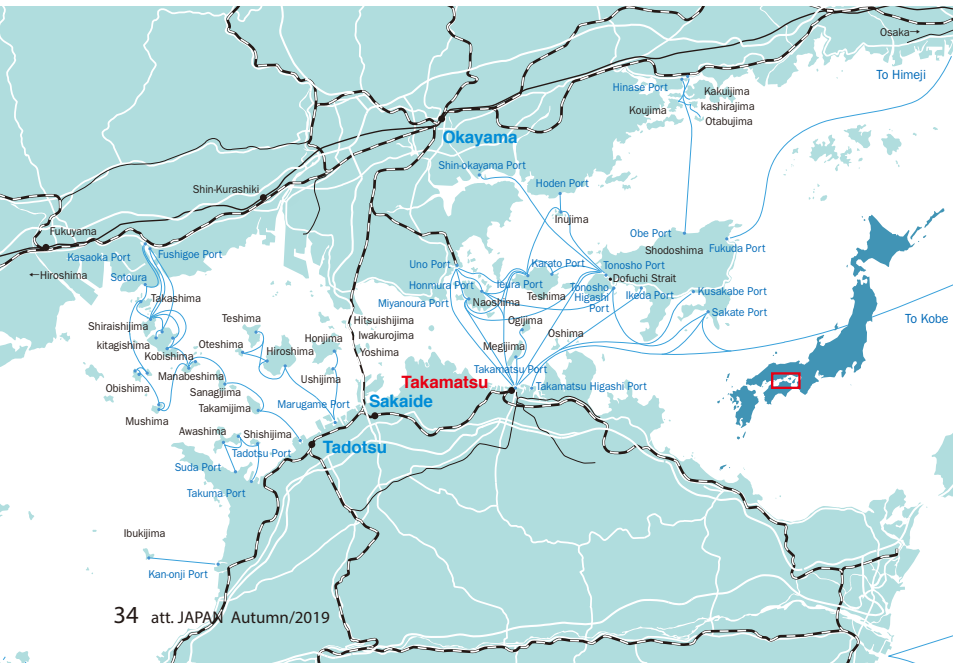 Osaka→
To Himeji
Hinase Port
Kakuijima
kashirajima
Koujima
Otabujima
Okayama
Shin-okayama Port
Hoden Port
Shin-Kurashiki
Inujima
Obe Port
Fukuyama
Shodoshima
Fukuda Port
Kasaoka Port
Fushigoe Port
Uno Port
Karato Port
Tonosho Port
←Hiroshima
Sotoura
Honmura Port
Ieura Port
Dofuchi Strait
Takashima
Miyanoura Port
Naoshima
Teshima
Tonosho
Higashi
Port
Ikeda Port
Kusakabe Port
Sakate Port
Shiraishijima
Teshima
Hitsuishijima
Ogijima
To Kobe
kitagishima
Oteshima
Honjima
Iwakurojima
Oshima
Kobishima
Hiroshima
Yoshima
Megijima
Manabeshima
Takamatsu Port
Obishima
Sanagijima
Ushijima
Takamatsu
Takamatsu Higashi Port
Mushima
Takamijima
Marugame Port
Sakaide
Awashima
Shishijima
Tadotsu Port
Tadotsu
Suda Port
Takuma Port
Ibukijima
Kan-onji Port
34 att. JAPAN Autumn/2019